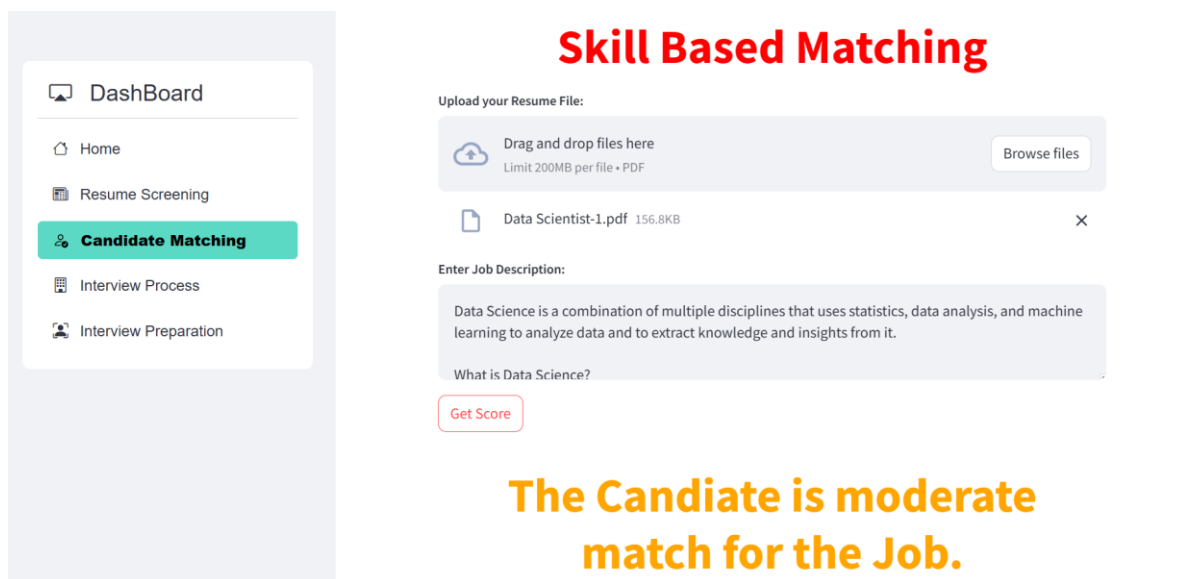 DashBoard
Home
Resume Screening
Candidate Matching
Interview Process
Interview Preparation
Skill Based Matching
Upload your Resume File:
Drag and drop files here
Limit 200MB per file • PDF
Browse files
Data Scientist-1.pdf 156.8KB
Enter Job Description:
Data Science is a combination of multiple disciplines that uses statistics, data analysis, and machine
learning to analyze data and to extract knowledge and insights from it.
What is Data Science?
Get Score
The Candiate is moderate
match for the Job.